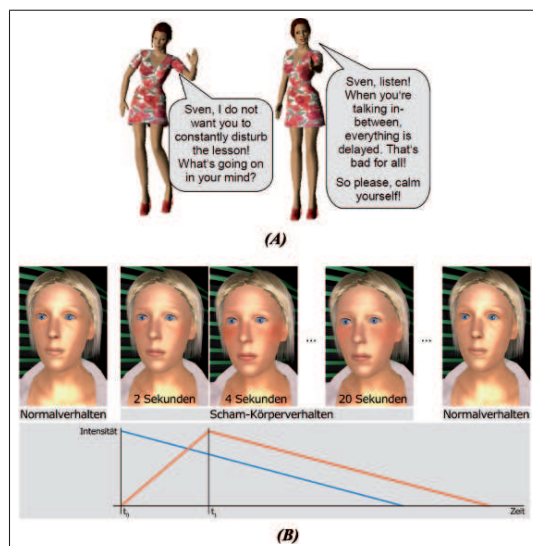 Sven, I do not
want you to
constantly disturb
the lesson!
What's going on
in your mind?
Sven, listen!
When you're
talking in-
between,
everything is
delayed. That's
bad for all!
So please, calm
yourself!
(A)
2 Sekunden
4 Sekunden
...
20 Sekunden
...
Normalverhalten
Scham-Körperverhalten
Normalverhalten
Intensität
t₀
t₁
Zeit
(B)